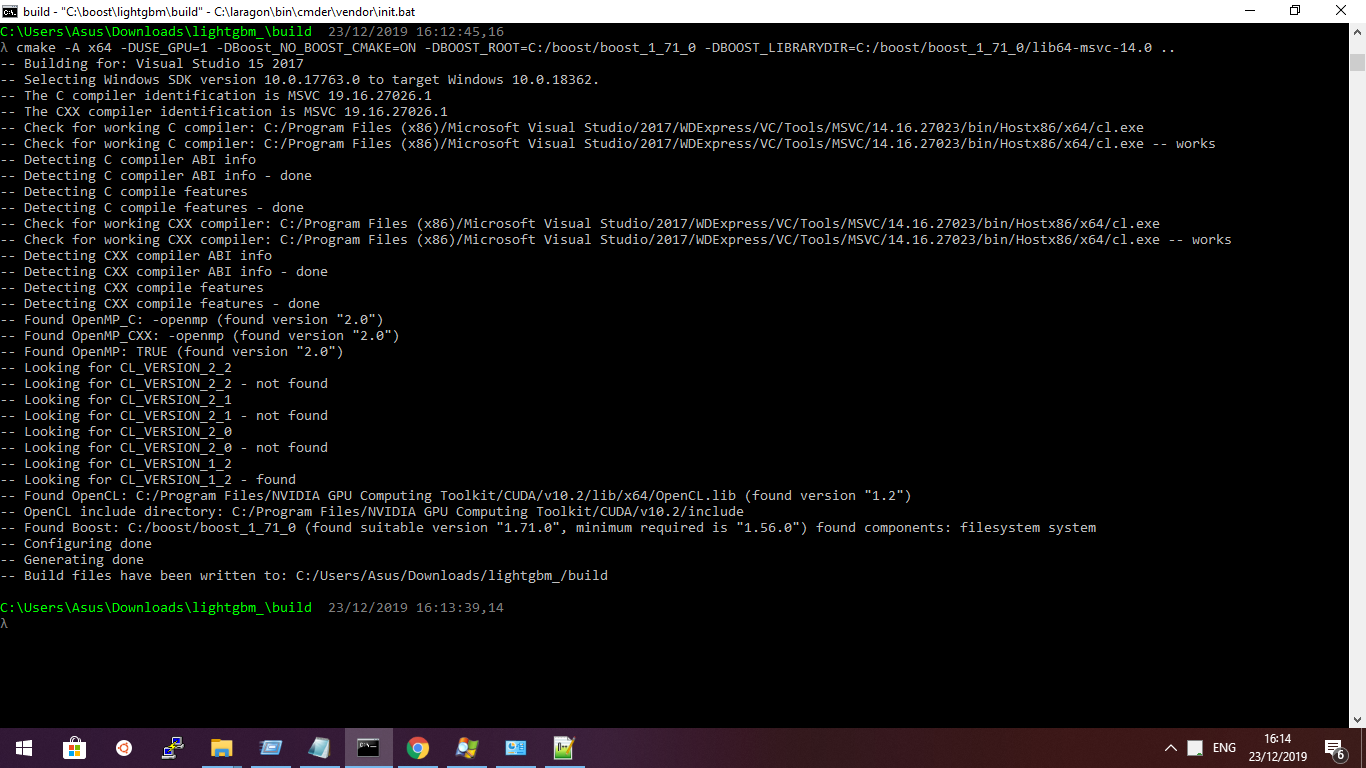 build - "C:\boost\lightgbm\build" - C:\laragon\bin\cmder\vendor\init.bat
C:\Users\Asus\Downloads\lightgbm_\build  23/12/2019 16:12:45,16
λ cmake -A x64 -DUSE_GPU=1 -DBoost_NO_BOOST_CMAKE=ON -DBOOST_ROOT=C:/boost/boost_1_71_0 -DBOOST_LIBRARYDIR=C:/boost/boost_1_71_0/lib64-msvc-14.0 ..
-- Building for: Visual Studio 15 2017
-- Selecting Windows SDK version 10.0.17763.0 to target Windows 10.0.18362.
-- The C compiler identification is MSVC 19.16.27026.1
-- The CXX compiler identification is MSVC 19.16.27026.1
-- Check for working C compiler: C:/Program Files (x86)/Microsoft Visual Studio/2017/WDExpress/VC/Tools/MSVC/14.16.27023/bin/Hostx86/x64/cl.exe
-- Check for working C compiler: C:/Program Files (x86)/Microsoft Visual Studio/2017/WDExpress/VC/Tools/MSVC/14.16.27023/bin/Hostx86/x64/cl.exe -- works
-- Detecting C compiler ABI info
-- Detecting C compiler ABI info - done
-- Detecting C compile features
-- Detecting C compile features - done
-- Check for working CXX compiler: C:/Program Files (x86)/Microsoft Visual Studio/2017/WDExpress/VC/Tools/MSVC/14.16.27023/bin/Hostx86/x64/cl.exe
-- Check for working CXX compiler: C:/Program Files (x86)/Microsoft Visual Studio/2017/WDExpress/VC/Tools/MSVC/14.16.27023/bin/Hostx86/x64/cl.exe -- works
-- Detecting CXX compiler ABI info
-- Detecting CXX compiler ABI info - done
-- Detecting CXX compile features
-- Detecting CXX compile features - done
-- Found OpenMP_C: -openmp (found version "2.0")
-- Found OpenMP_CXX: -openmp (found version "2.0")
-- Found OpenMP: TRUE (found version "2.0")
-- Looking for CL_VERSION_2_2
-- Looking for CL_VERSION_2_2 - not found
-- Looking for CL_VERSION_2_1
-- Looking for CL_VERSION_2_1 - not found
-- Looking for CL_VERSION_2_0
-- Looking for CL_VERSION_2_0 - not found
-- Looking for CL_VERSION_1_2
-- Looking for CL_VERSION_1_2 - found
-- Found OpenCL: C:/Program Files/NVIDIA GPU Computing Toolkit/CUDA/v10.2/lib/x64/OpenCL.lib (found version "1.2")
-- OpenCL include directory: C:/Program Files/NVIDIA GPU Computing Toolkit/CUDA/v10.2/include
-- Found Boost: C:/boost/boost_1_71_0 (found suitable version "1.71.0", minimum required is "1.56.0") found components: filesystem system
-- Configuring done
-- Generating done
-- Build files have been written to: C:/Users/Asus/Downloads/lightgbm_/build
C:\Users\Asus\Downloads\lightgbm_\build  23/12/2019 16:13:39,14
λ
ENG
16:14
23/12/2019
6